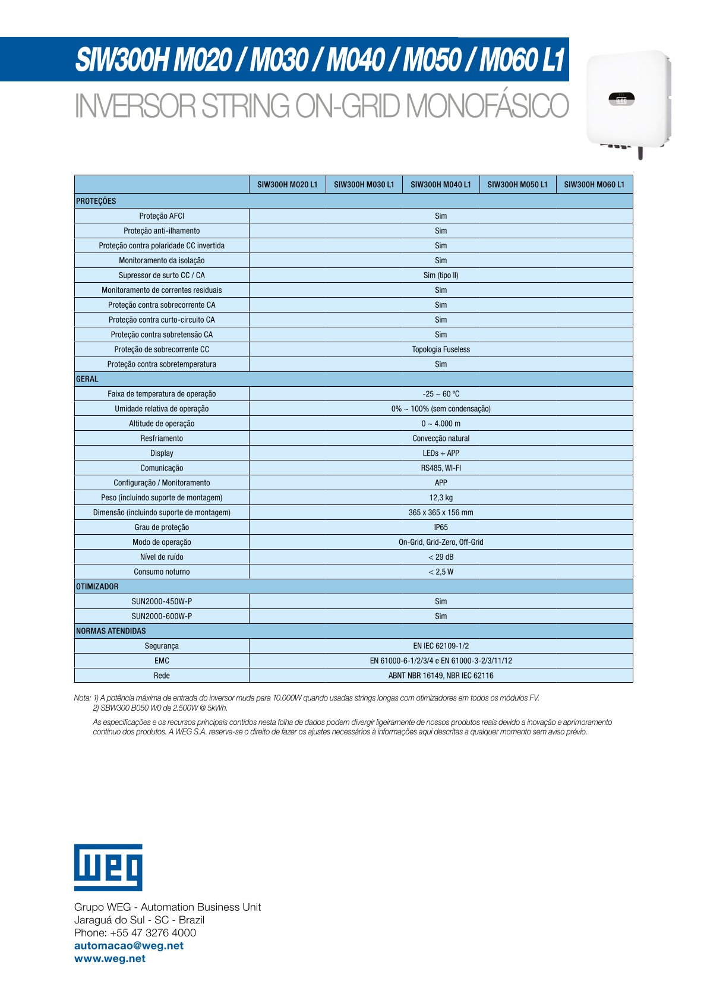 SIW300H M020 / M030 / M040 / M050 / M060 L1
INVERSOR STRING ON-GRID MONOFÁSICO
weg
SIW300H M020 L1 SIW300H M030 L1 SIW300H M040 L1 SIW300H M050 L1 SIW300H M060 L1
PROTEÇÕES
Proteção AFCI Sim
Proteção anti-ilhamento Sim
Proteção contra polaridade CC invertida Sim
Monitoramento da isolação Sim
Supressor de surto CC / CA Sim (tipo II)
Monitoramento de correntes residuais Sim
Proteção contra sobrecorrente CA Sim
Proteção contra curto-circuito CA Sim
Proteção contra sobretensão CA Sim
Proteção de sobrecorrente CC Topologia Fuseless
Proteção contra sobretemperatura Sim
GERAL
Faixa de temperatura de operação -25 ~ 60 ºC
Umidade relativa de operação 0% ~ 100% (sem condensação)
Altitude de operação 0 ~ 4.000 m
Resfriamento Convecção natural
Display LEDs + APP
Comunicação RS485, WI-FI
Configuração / Monitoramento APP
Peso (incluindo suporte de montagem) 12,3 kg
Dimensão (incluindo suporte de montagem) 365 x 365 x 156 mm
Grau de proteção IP65
Modo de operação On-Grid, Grid-Zero, Off-Grid
Nível de ruído < 29 dB
Consumo noturno < 2,5 W
OTIMIZADOR
SUN2000-450W-P Sim
SUN2000-600W-P Sim
NORMAS ATENDIDAS
Segurança EN IEC 62109-1/2
EMC EN 61000-6-1/2/3/4 e EN 61000-3-2/3/11/12
Rede ABNT NBR 16149, NBR IEC 62116
Nota: 1) A potência máxima de entrada do inversor muda para 10.000W quando usadas strings longas com otimizadores em todos os módulos FV.
2) SBW300 B050 W0 de 2.500W @ 5kWh.
As especificações e os recursos principais contidos nesta folha de dados podem divergir ligeiramente de nossos produtos reais devido a inovação e aprimoramento
contínuo dos produtos. A WEG S.A. reserva-se o direito de fazer os ajustes necessários à informações aqui descritas a qualquer momento sem aviso prévio.
weg
Grupo WEG - Automation Business Unit
Jaraguá do Sul - SC - Brazil
Phone: +55 47 3276 4000
automacao@weg.net
www.weg.net